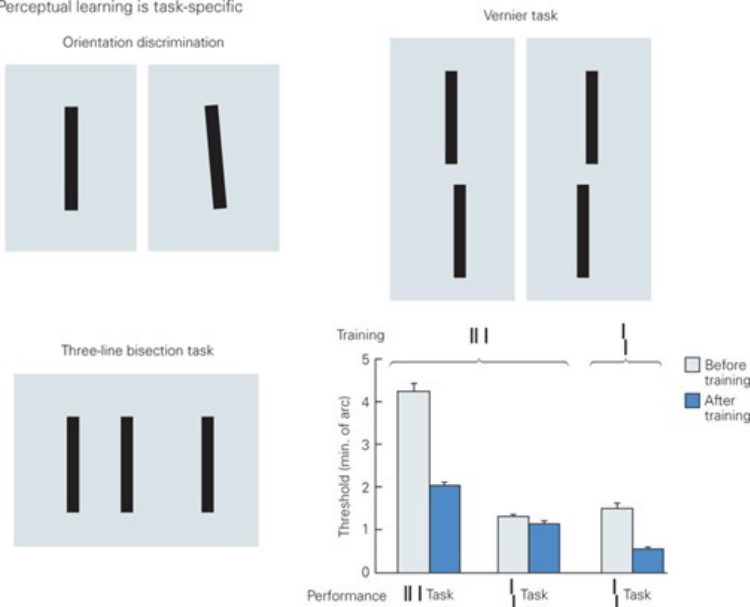 Perceptual learning is task-specific
Orientation discrimination
Vernier task
Three-line bisection task
Training
Threshold (min. of arc)
5
4
3
2
1
0
Before
training
After
training
Performance
Task
Task
Task